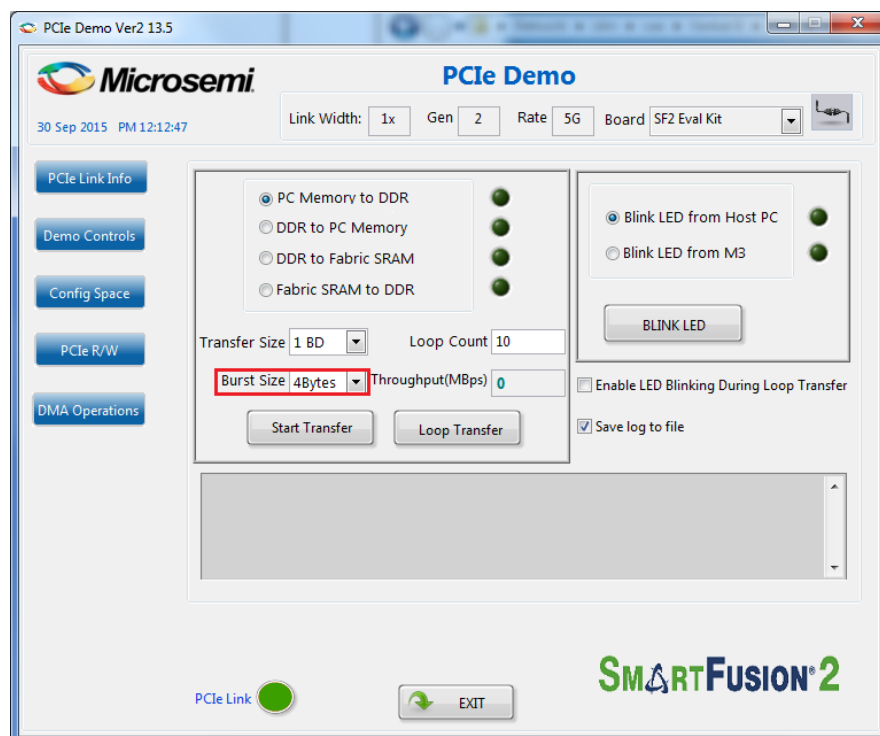 PCIe Demo Ver2 13.5
Microsemi.
PCIe Demo
30 Sep 2015 PM 12:12:47
Link Width: 1x Gen 2 Rate 5G Board SF2 Eval Kit
PCIe Link Info
Demo Controls
Config Space
PCIe R/W
DMA Operations
PC Memory to DDR
DDR to PC Memory
DDR to Fabric SRAM
Fabric SRAM to DDR
Transfer Size 1 BD Loop Count 10
Burst Size 4Bytes Throughput(MBps) 0
Start Transfer Loop Transfer
Blink LED from Host PC
Blink LED from M3
BLINK LED
Enable LED Blinking During Loop Transfer
Save log to file
PCIe Link
EXIT
SMARTFUSION®2